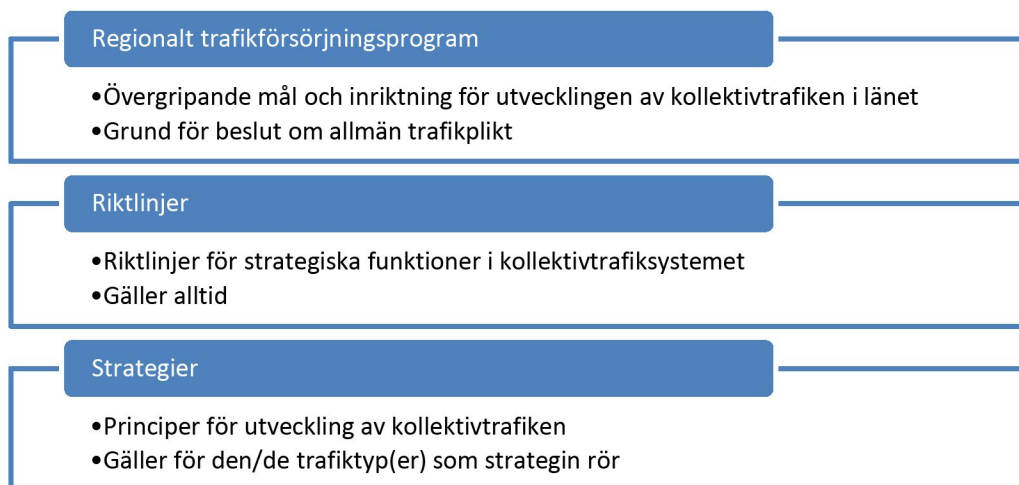 Regionalt trafikförsörjningsprogram
•Övergripande mål och inriktning för utvecklingen av kollektivtrafiken i länet
•Grund för beslut om allmän trafikplikt
Riktlinjer
•Riktlinjer för strategiska funktioner i kollektivtrafiksystemet
•Gäller alltid
Strategier
•Principer för utveckling av kollektivtrafiken
•Gäller för den/de trafiktyp(er) som strategin rör